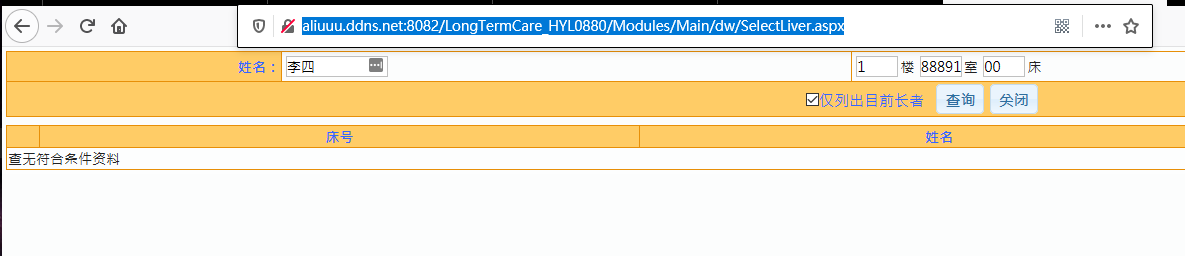 aliuuu.ddns.net:8082/LongTermCare_HYL0880/Modules/Main/dw/SelectLiver.aspx
姓名： 李四 1 楼 88891 室 00 床
仅列出目前长者 查询 关闭
床号 姓名
查无符合条件资料